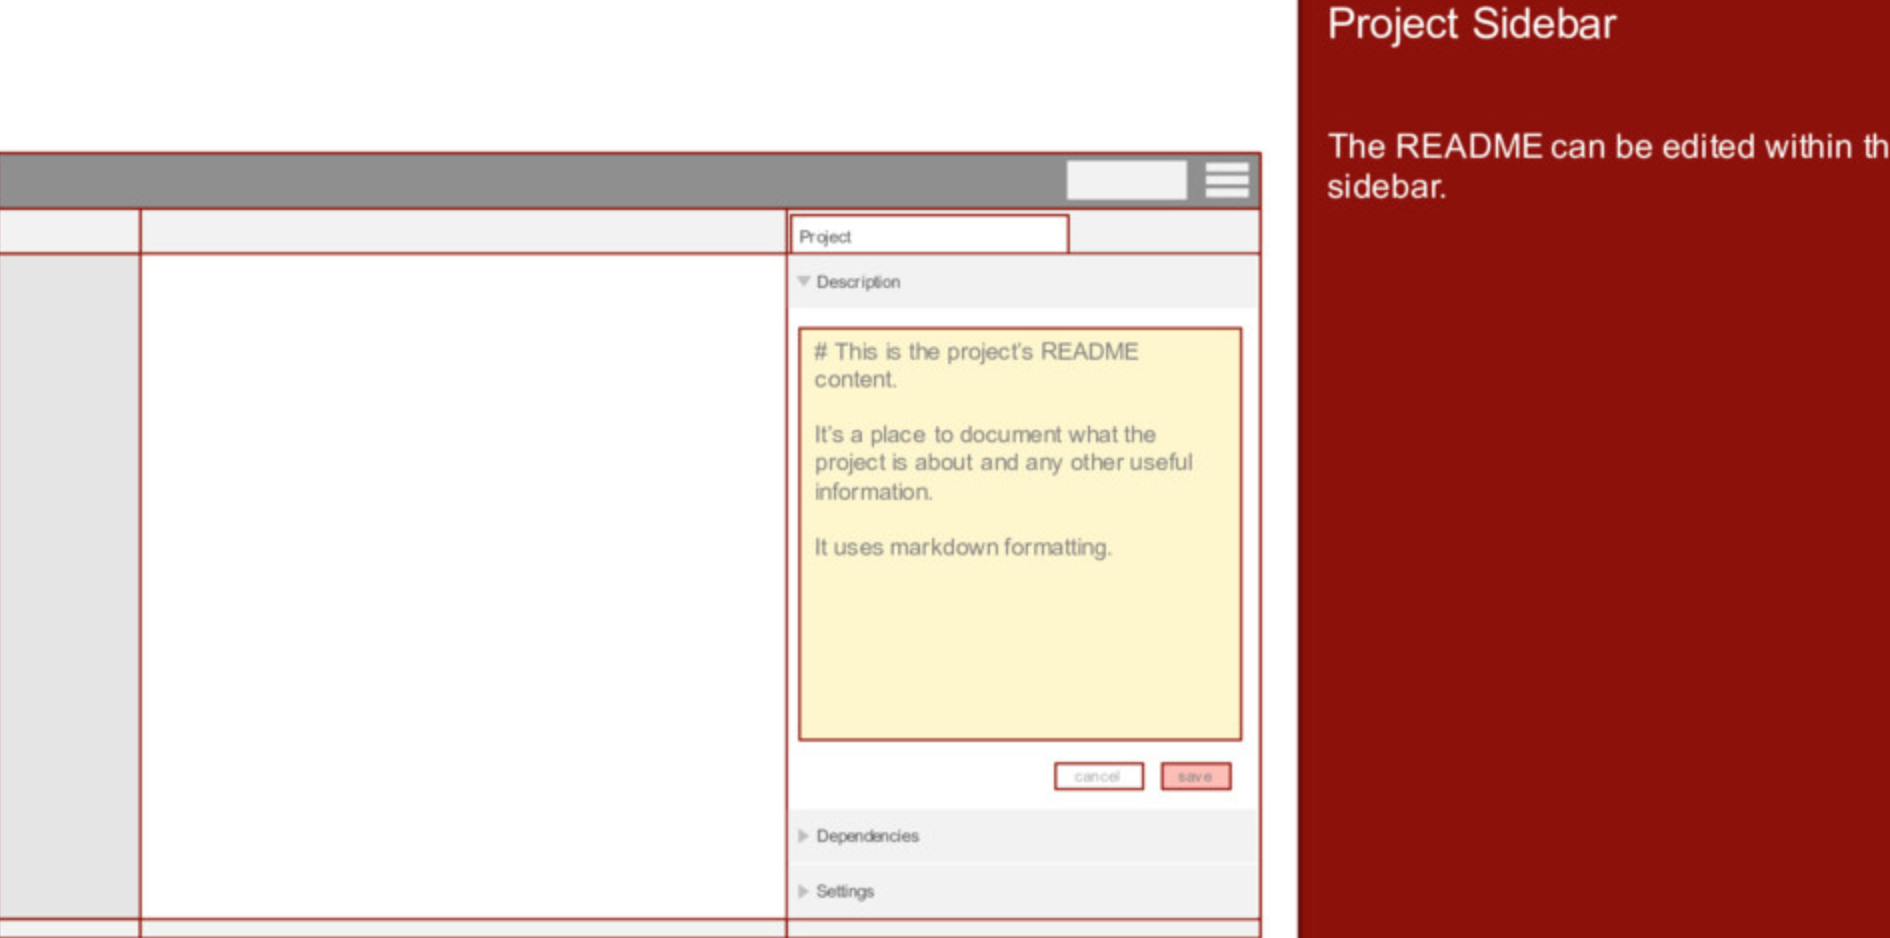 Project Sidebar
The README can be edited within th
sidebar.
Project
Description
# This is the project's README
content.
It's a place to document what the
project is about and any other useful
information.
It uses markdown formatting.
cancel
save
Dependencies
Settings